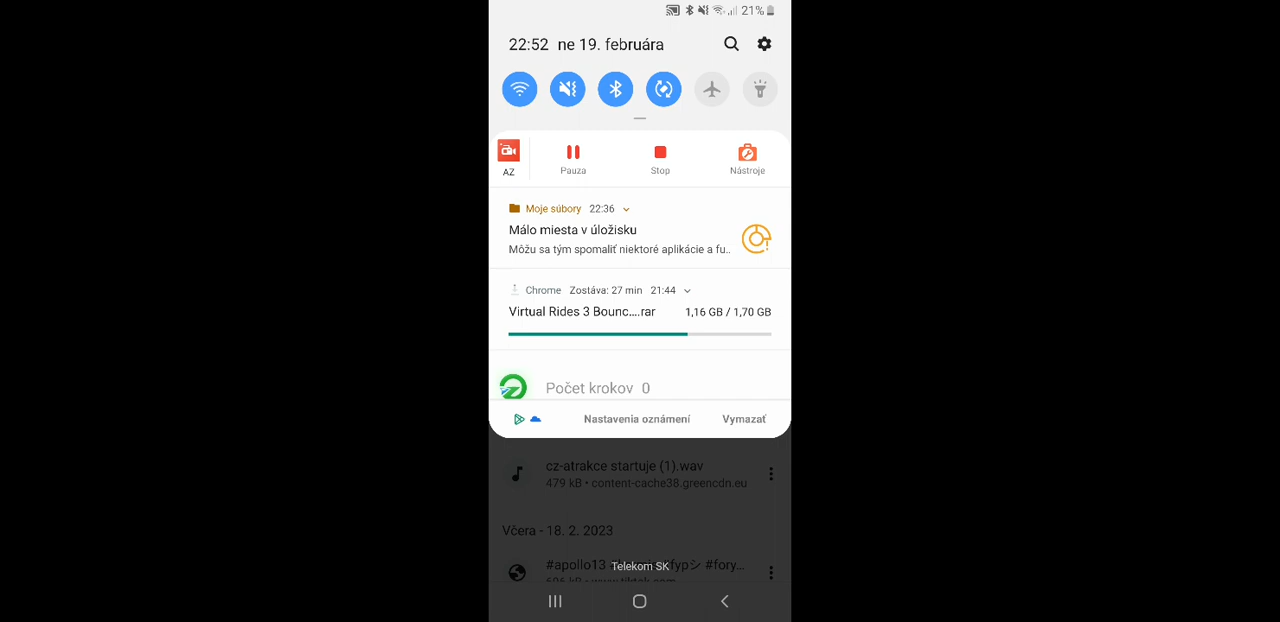 21%
22:52 ne 19. februára
AZ
Pauza
Stop
Nástroje
Moje súbory 22:36
Málo miesta v úložisku
Môžu sa tým spomaliť niektoré aplikácie a fu..
Chrome Zostáva: 27 min 21:44
Virtual Rides 3 Bounc....rar 1,16 GB / 1,70 GB
Počet krokov 0
Nastavenia oznámení Vymazať
cz-atrakce startuje (1).wav
479 kB • content-cache38.greencdn.eu
Včera - 18. 2. 2023
#apollo13 #fory...
Telekom SK